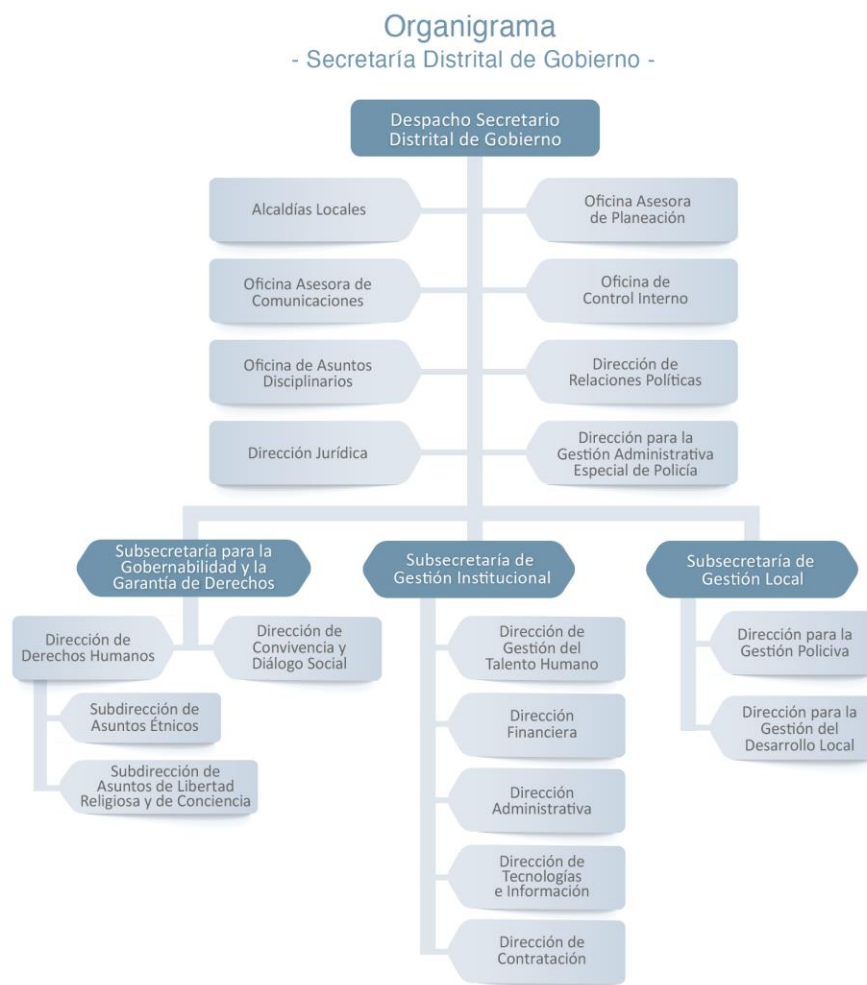 Organigrama
- Secretaría Distrital de Gobierno -
Despacho Secretario
Distrital de Gobierno
Alcaldías Locales
Oficina Asesora
de Planeación
Oficina Asesora de
Comunicaciones
Oficina de
Control Interno
Oficina de Asuntos
Disciplinarios
Dirección de
Relaciones Políticas
Dirección Jurídica
Dirección para la
Gestión Administrativa
Especial de Policía
Subsecretaría para la
Gobernabilidad y la
Garantía de Derechos
Subsecretaría de
Gestión Institucional
Subsecretaría de
Gestión Local
Dirección de
Derechos Humanos
Dirección de
Convivencia y
Diálogo Social
Subdirección de
Asuntos Étnicos
Subdirección de
Asuntos de Libertad
Religiosa y de Conciencia
Dirección de
Gestión del
Talento Humano
Dirección
Financiera
Dirección
Administrativa
Dirección de
Tecnologías
e Información
Dirección de
Contratación
Dirección para la
Gestión Policiva
Dirección para la
Gestión del
Desarrollo Local